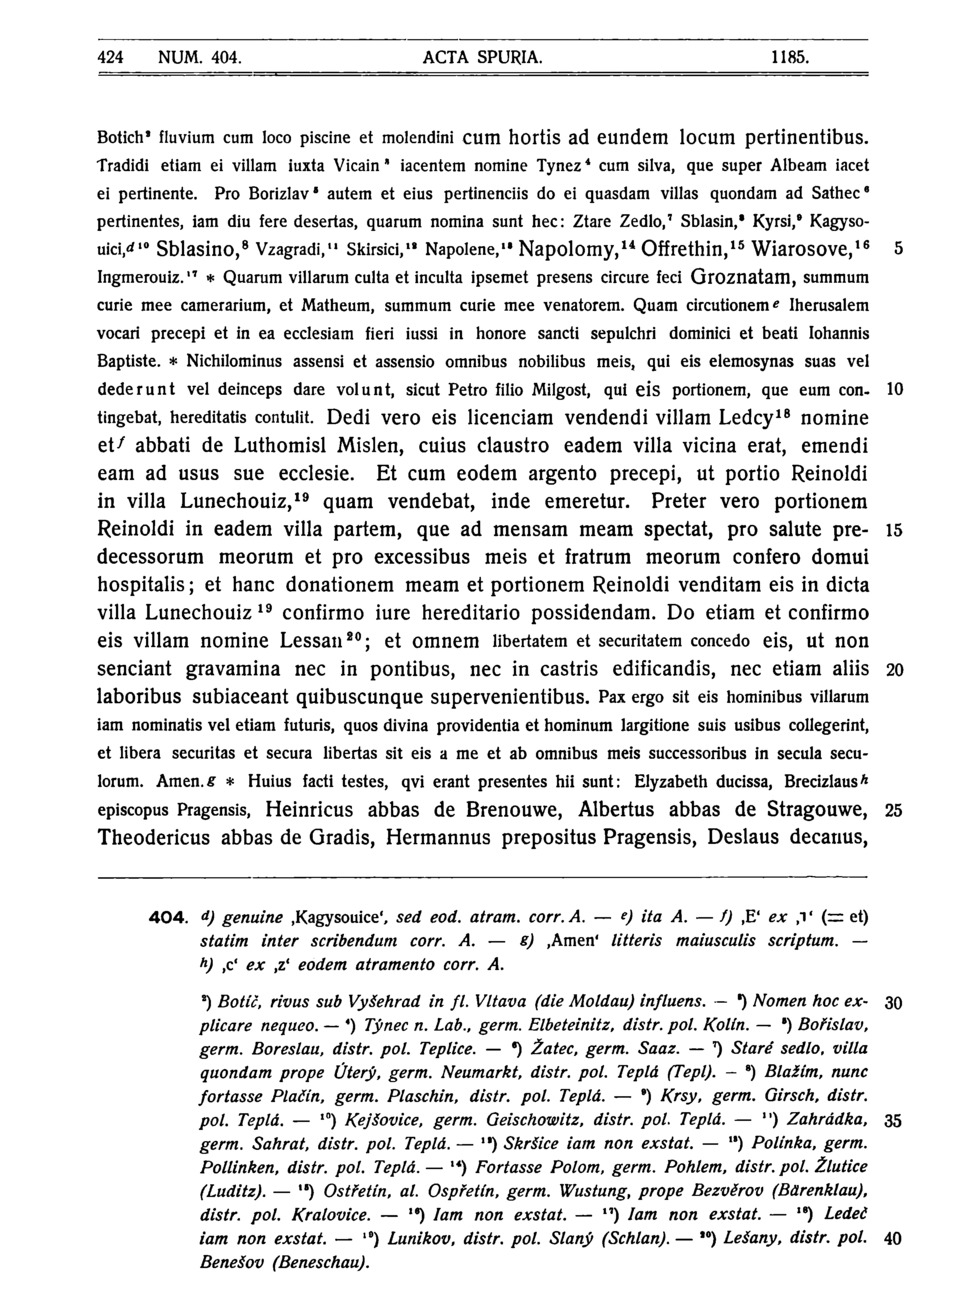 424 NUM. 404. ACTA SPURIA. 1185.
Botich² fluvium cum loco piscine et molendini cum hortis ad eundem locum pertinentibus.
Tradidi etiam ei villam iuxta Vicain³ iacentem nomine Tynez⁴ cum silva, que super Albeam iacet
ei pertinente. Pro Borizlav⁵ autem et eius pertinenciis do ei quasdam villas quondam ad Sathec⁶
pertinentes, iam diu fere desertas, quarum nomina sunt hec: Ztare Zedlo,⁷ Sblasin,⁸ Kyrsi,⁹ Kagyso-
uici,ᵈ¹⁰ Sblasino,⁸ Vzagradi,¹¹ Skirsici,¹² Napolene,¹³ Napolomy,¹⁴ Offrethin,¹⁵ Wiarosove,¹⁶ 5
Ingmerouiz.¹⁷ * Quarum villarum culta et inculta ipsemet presens circure feci Groznatam, summum
curie mee camerarium, et Matheum, summum curie mee venatorem. Quam circutionemᵉ Iherusalem
vocari precepi et in ea ecclesiam fieri iussi in honore sancti sepulchri dominici et beati Iohannis
Baptiste. * Nichilominus assensi et assensio omnibus nobilibus meis, qui eis elemosynas suas vel
dederunt vel deinceps dare volunt, sicut Petro filio Milgost, qui eis portionem, que eum con- 10
tingebat, hereditatis contulit. Dedi vero eis licenciam vendendi villam Ledcy¹⁸ nomine
etᶠ abbati de Luthomisl Mislen, cuius claustro eadem villa vicina erat, emendi
eam ad usus sue ecclesie. Et cum eodem argento precepi, ut portio Reinoldi
in villa Lunechouiz,¹⁹ quam vendebat, inde emeretur. Preter vero portionem
Reinoldi in eadem villa partem, que ad mensam meam spectat, pro salute pre- 15
decessorum meorum et pro excessibus meis et fratrum meorum confero domui
hospitalis; et hanc donationem meam et portionem Reinoldi venditam eis in dicta
villa Lunechouiz¹⁹ confirmo iure hereditario possidendam. Do etiam et confirmo
eis villam nomine Lessan²⁰; et omnem libertatem et securitatem concedo eis, ut non
senciant gravamina nec in pontibus, nec in castris edificandis, nec etiam aliis 20
laboribus subiaceant quibuscunque supervenientibus. Pax ergo sit eis hominibus villarum
iam nominatis vel etiam futuris, quos divina providentia et hominum largitione suis usibus collegerint,
et libera securitas et secura libertas sit eis a me et ab omnibus meis successoribus in secula secu-
lorum. Amen.ᵍ * Huius facti testes, qvi erant presentes hii sunt: Elyzabeth ducissa, Brecizlausʰ
episcopus Pragensis, Heinricus abbas de Brenouwe, Albertus abbas de Stragouwe, 25
Theodericus abbas de Gradis, Hermannus prepositus Pragensis, Deslaus decanus,
404. d) genuine ‚Kagysouice‘, sed eod. atram. corr. A. — e) ita A. — f) ‚E‘ ex ‚⁊‘ (= et)
statim inter scribendum corr. A. — g) ‚Amen‘ litteris maiusculis scriptum. —
h) ‚c‘ ex ‚z‘ eodem atramento corr. A.
²) Botíč, rivus sub Vyšehrad in fl. Vltava (die Moldau) influens. — ³) Nomen hoc ex- 30
plicare nequeo. — ⁴) Týnec n. Lab., germ. Elbeteinitz, distr. pol. Kolín. — ⁵) Bořislav,
germ. Boreslau, distr. pol. Teplice. — ⁶) Žatec, germ. Saaz. — ⁷) Staré sedlo, villa
quondam prope Úterý, germ. Neumarkt, distr. pol. Teplá (Tepl). — ⁸) Blažim, nunc
fortasse Plačín, germ. Plaschin, distr. pol. Teplá. — ⁹) Krsy, germ. Girsch, distr.
pol. Teplá. — ¹⁰) Kejšovice, germ. Geischowitz, distr. pol. Teplá. — ¹¹) Zahrádka, 35
germ. Sahrat, distr. pol. Teplá. — ¹²) Skršice iam non exstat. — ¹³) Polínka, germ.
Pollinken, distr. pol. Teplá. — ¹⁴) Fortasse Polom, germ. Pohlem, distr. pol. Žlutice
(Luditz). — ¹⁵) Ostřetín, al. Ospřetín, germ. Wustung, prope Bezvěrov (Bärenklau),
distr. pol. Kralovice. — ¹⁶) Iam non exstat. — ¹⁷) Iam non exstat. — ¹⁸) Ledeč
iam non exstat. — ¹⁹) Lunikov, distr. pol. Slaný (Schlan). — ²⁰) Lešany, distr. pol. 40
Benešov (Beneschau).